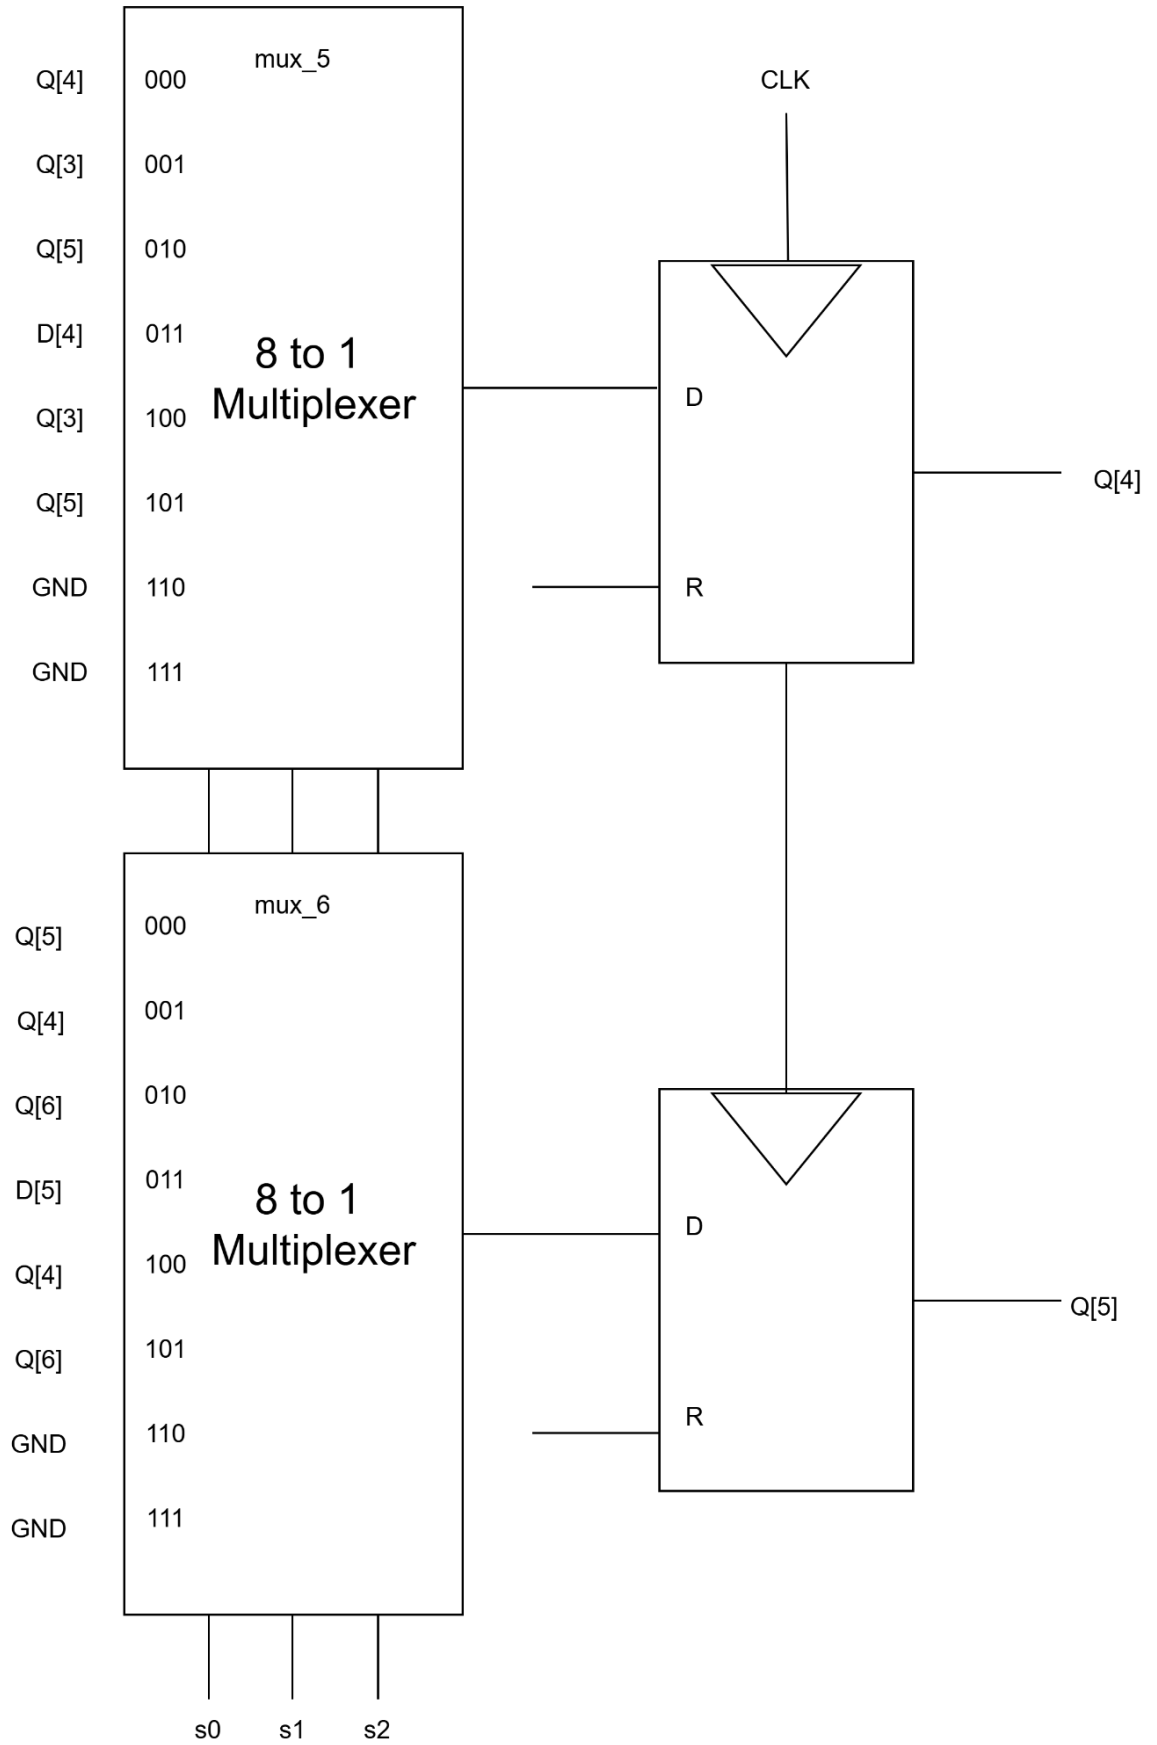 mux_5
Q[4] 000
Q[3] 001
Q[5] 010
D[4] 011
8 to 1
Multiplexer
Q[3] 100
Q[5] 101
GND 110
GND 111
CLK
D
R
Q[4]
mux_6
Q[5] 000
Q[4] 001
Q[6] 010
D[5] 011
8 to 1
Multiplexer
Q[4] 100
Q[6] 101
GND 110
GND 111
D
R
Q[5]
s0 s1 s2